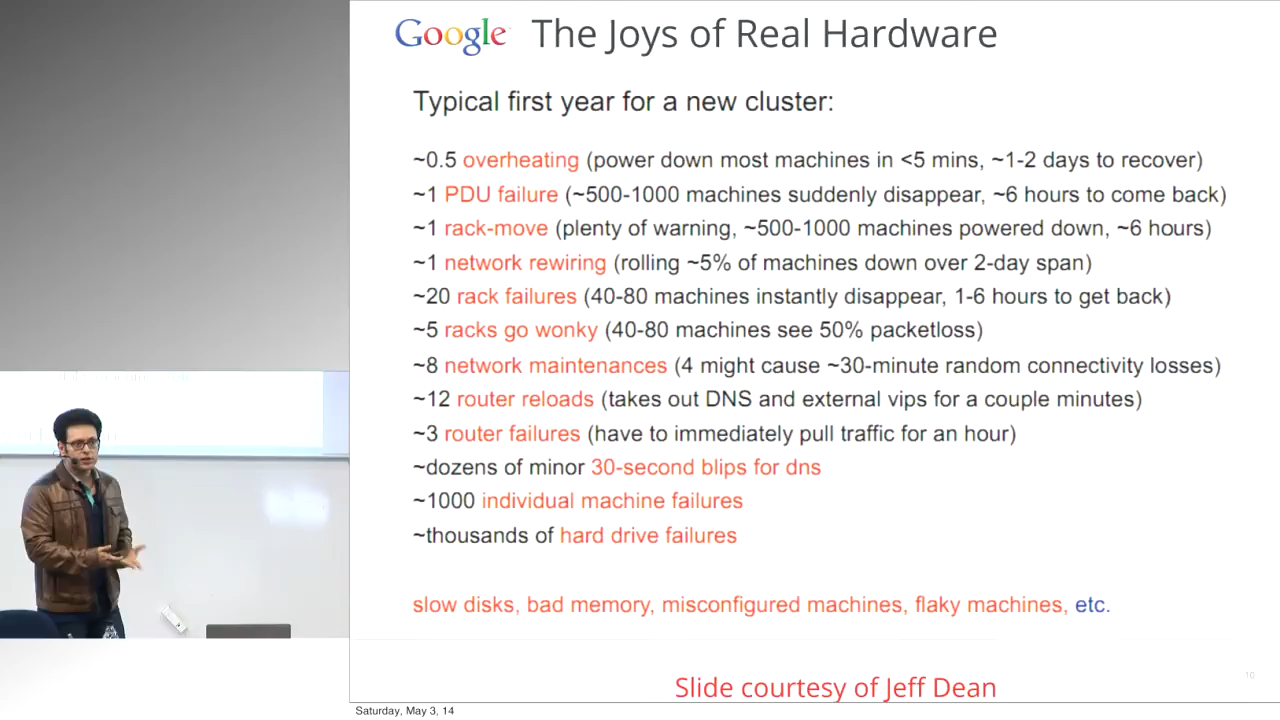 Google The Joys of Real Hardware
Typical first year for a new cluster:
~0.5 overheating (power down most machines in <5 mins, ~1-2 days to recover)
~1 PDU failure (~500-1000 machines suddenly disappear, ~6 hours to come back)
~1 rack-move (plenty of warning, ~500-1000 machines powered down, ~6 hours)
~1 network rewiring (rolling ~5% of machines down over 2-day span)
~20 rack failures (40-80 machines instantly disappear, 1-6 hours to get back)
~5 racks go wonky (40-80 machines see 50% packetloss)
~8 network maintenances (4 might cause ~30-minute random connectivity losses)
~12 router reloads (takes out DNS and external vips for a couple minutes)
~3 router failures (have to immediately pull traffic for an hour)
~dozens of minor 30-second blips for dns
~1000 individual machine failures
~thousands of hard drive failures
slow disks, bad memory, misconfigured machines, flaky machines, etc.
10
Slide courtesy of Jeff Dean
Saturday, May 3, 14